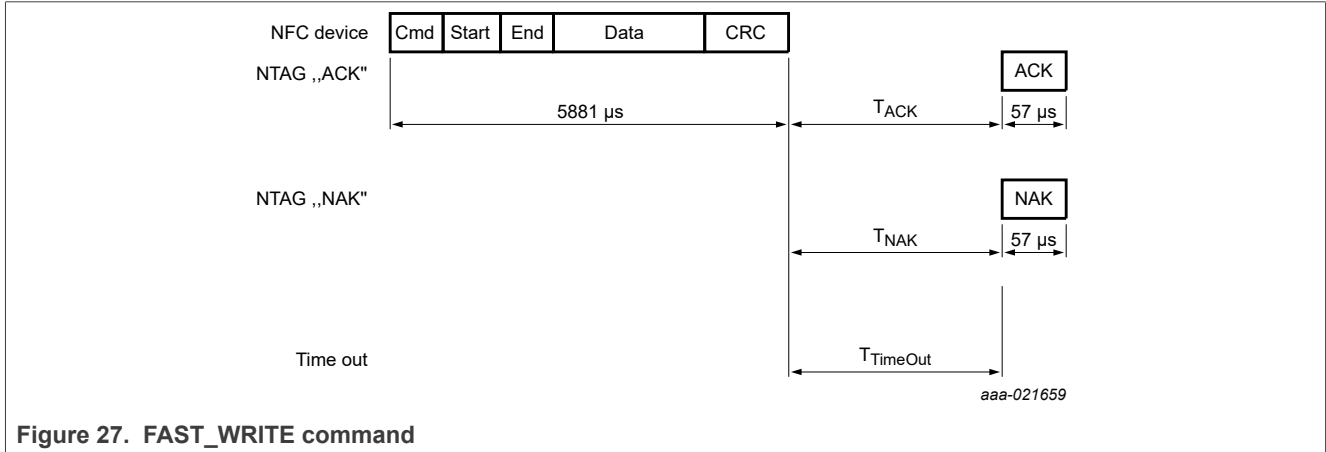 NFC device Cmd Start End Data CRC
NTAG ,,ACK" ACK
5881 µs TACK 57 µs
NTAG ,,NAK" NAK
TNAK 57 µs
Time out TTimeOut
aaa-021659
Figure 27. FAST_WRITE command